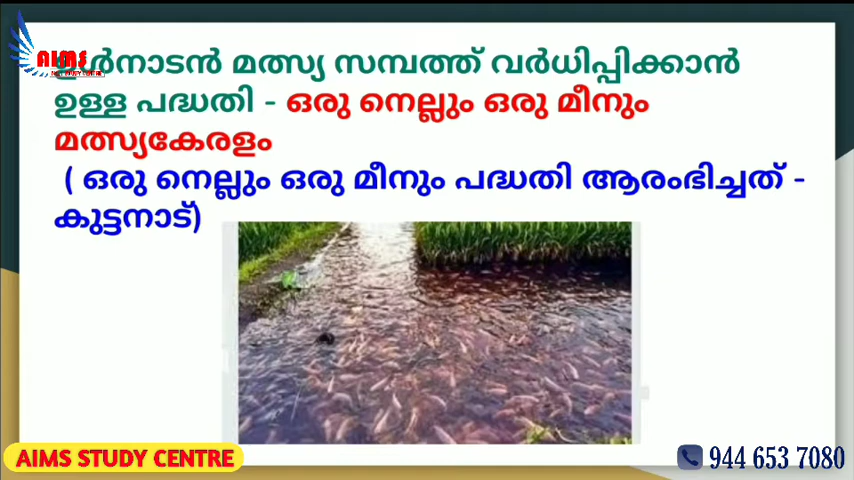 AIMS
ഉൾനാടൻ മത്സ്യ സമ്പത്ത് വർധിപ്പിക്കാൻ
ഉള്ള പദ്ധതി - ഒരു നെല്ലും ഒരു മീനും
മത്സ്യകേരളം
( ഒരു നെല്ലും ഒരു മീനും പദ്ധതി ആരംഭിച്ചത് -
കുട്ടനാട്)
AIMS STUDY CENTRE
944 653 7080